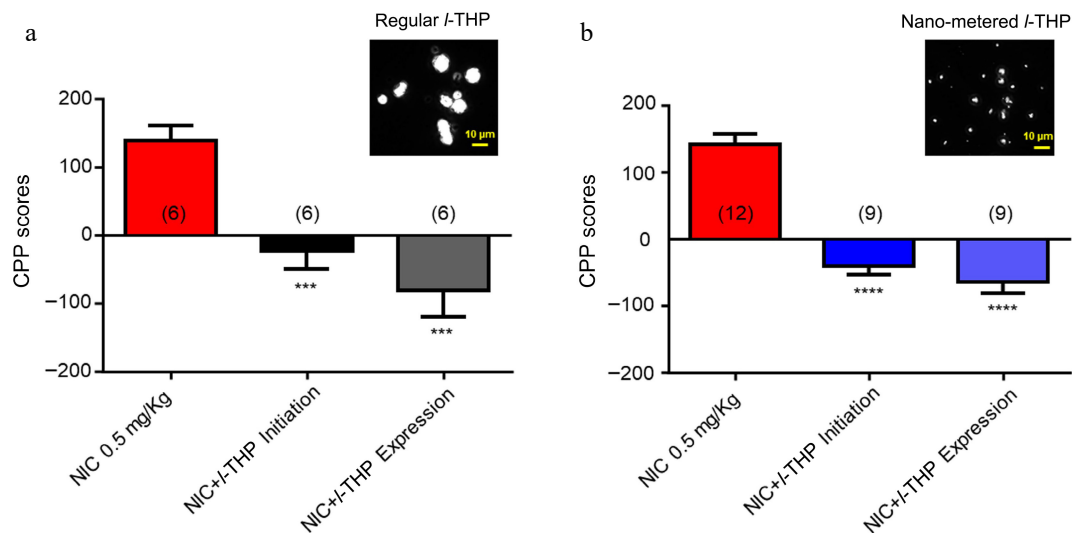 a
Regular l-THP
10 μm
CPP scores
200
100
0
−100
−200
(6)
(6)
(6)
***
***
NIC 0.5 mg/Kg
NIC+l-THP Initiation
NIC+l-THP Expression
b
Nano-metered l-THP
10 μm
CPP scores
200
100
0
−100
−200
(12)
(9)
(9)
****
****
NIC 0.5 mg/Kg
NIC+l-THP Initiation
NIC+l-THP Expression